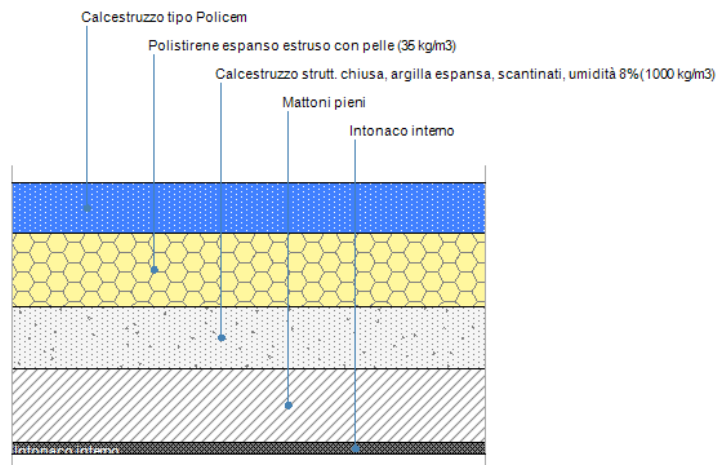 Calcestruzzo tipo Policem
Polistirene espanso estruso con pelle (35 kg/m3)
Calcestruzzo strutt. chiusa, argilla espansa, scantinati, umidità 8%(1000 kg/m3)
Mattoni pieni
Intonaco interno
Intonaco interno